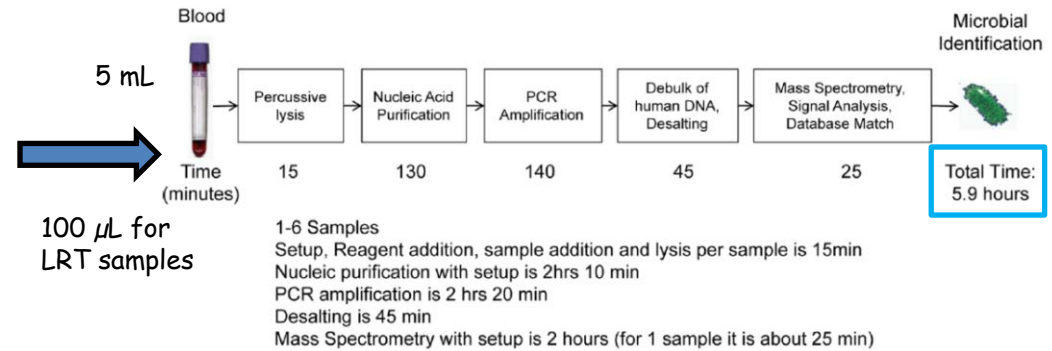 Blood
Microbial
Identification
5 mL
Percussive
lysis
Nucleic Acid
Purification
PCR
Amplification
Debulk of
human DNA,
Desalting
Mass Spectrometry,
Signal Analysis,
Database Match
Time
(minutes)
15
130
140
45
25
Total Time:
5.9 hours
100 µL for
LRT samples
1-6 Samples
Setup, Reagent addition, sample addition and lysis per sample is 15min
Nucleic purification with setup is 2hrs 10 min
PCR amplification is 2 hrs 20 min
Desalting is 45 min
Mass Spectrometry with setup is 2 hours (for 1 sample it is about 25 min)